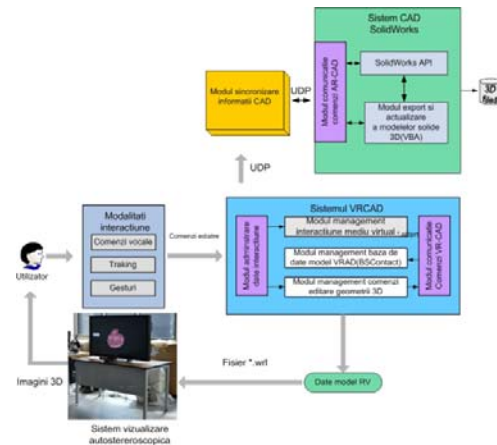 Sistem CAD
SolidWorks
Modul comunicatie
comenzi AR-CAD
SolidWorks API
Modul export si
actualizare
a modelelor solide
3D(VBA)
3D
Modul sincronizare
informatii CAD
UDP
UDP
Modalitati
interactiune
Comenzi vocale
Traking
Gesturi
Utilizator
Comenzi editare
Sistemul VRCAD
Modul adminstrare
date interactiune
Modul management
interactiune mediu virtual
Modul management baza de
date model VRAD(BSContact)
Modul management comenzi
editare geometrii 3D
Modul comunicatie
Comenzi VR-CAD
Imagini 3D
Fisier *.wrl
Date model RV
Sistem vizualizare
autostereroscopica